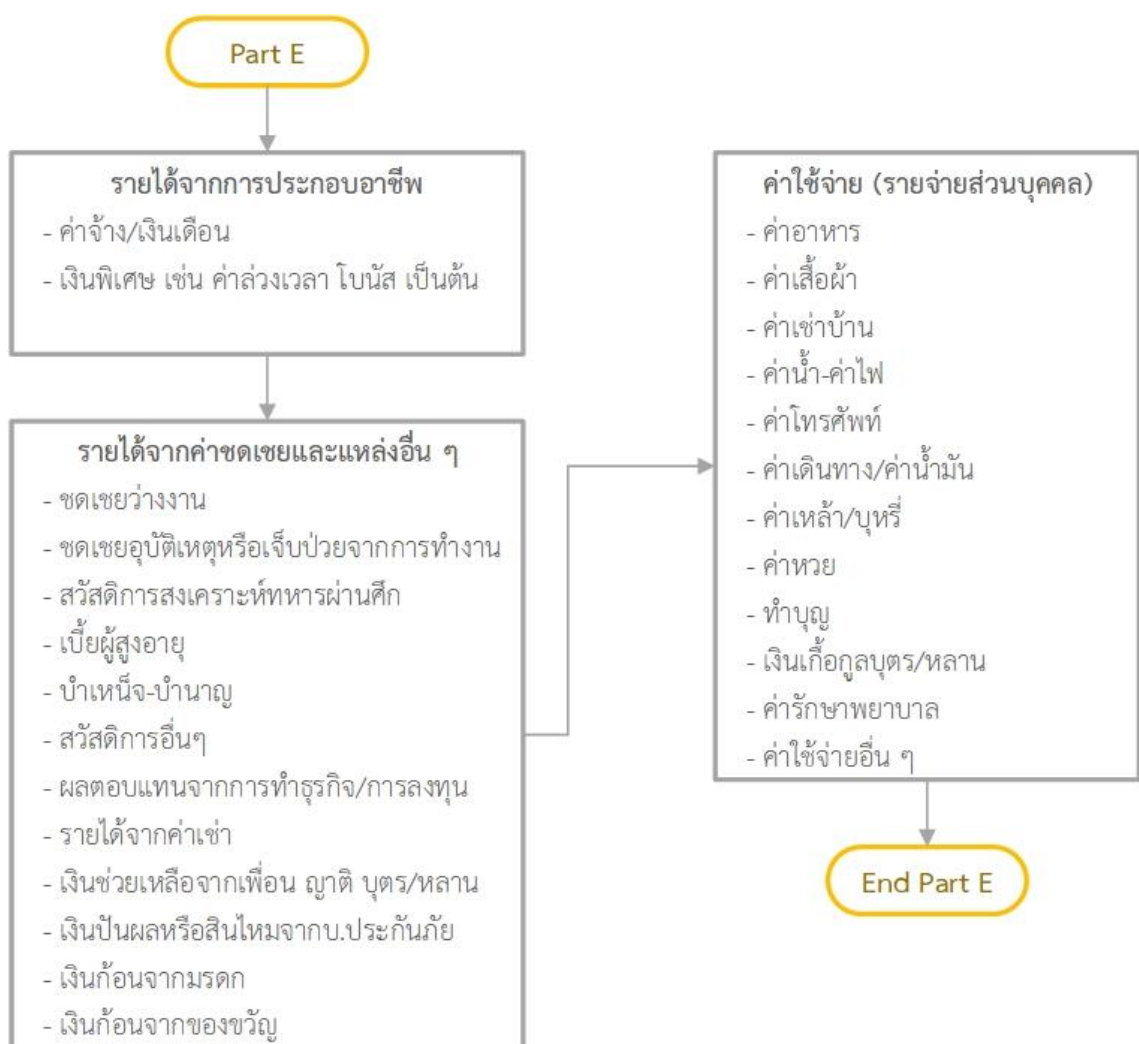 Part E
รายได้จากการประกอบอาชีพ
- ค่าจ้าง/เงินเดือน
- เงินพิเศษ เช่น ค่าล่วงเวลา โบนัส เป็นต้น
รายได้จากค่าชดเชยและแหล่งอื่น ๆ
- ชดเชยว่างงาน
- ชดเชยอุบัติเหตุหรือเจ็บป่วยจากการทำงาน
- สวัสดิการสงเคราะห์ทหารผ่านศึก
- เบี้ยผู้สูงอายุ
- บำเหน็จ-บำนาญ
- สวัสดิการอื่นๆ
- ผลตอบแทนจากการทำธุรกิจ/การลงทุน
- รายได้จากค่าเช่า
- เงินช่วยเหลือจากเพื่อน ญาติ บุตร/หลาน
- เงินปันผลหรือสินไหมจากบ.ประกันภัย
- เงินก้อนจากมรดก
- เงินก้อนจากของขวัญ
ค่าใช้จ่าย (รายจ่ายส่วนบุคคล)
- ค่าอาหาร
- ค่าเสื้อผ้า
- ค่าเช่าบ้าน
- ค่าน้ำ-ค่าไฟ
- ค่าโทรศัพท์
- ค่าเดินทาง/ค่าน้ำมัน
- ค่าเหล้า/บุหรี่
- ค่าหวย
- ทำบุญ
- เงินเกื้อกูลบุตร/หลาน
- ค่ารักษาพยาบาล
- ค่าใช้จ่ายอื่น ๆ
End Part E